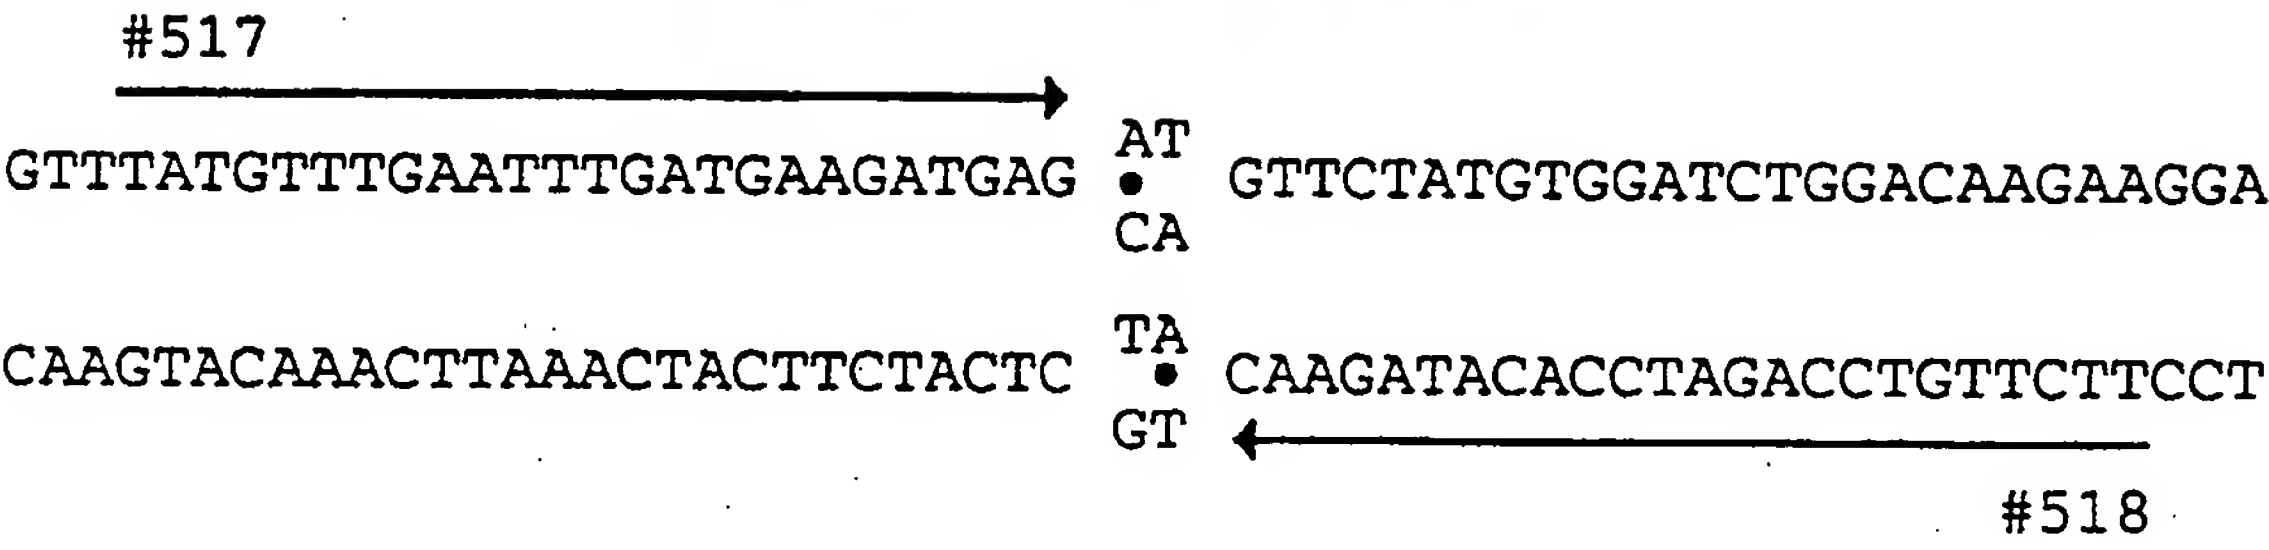 #517
AT
GTTTATGTTTGAATTTGATGAAGATGAG • GTTCTATGTGGATCTGGACAAGAAGGA
CA
TA
CAAGTACAAACTTAAACTACTTCTACTC • CAAGATACACCTAGACCTGTTCTTCCT
GT
#518